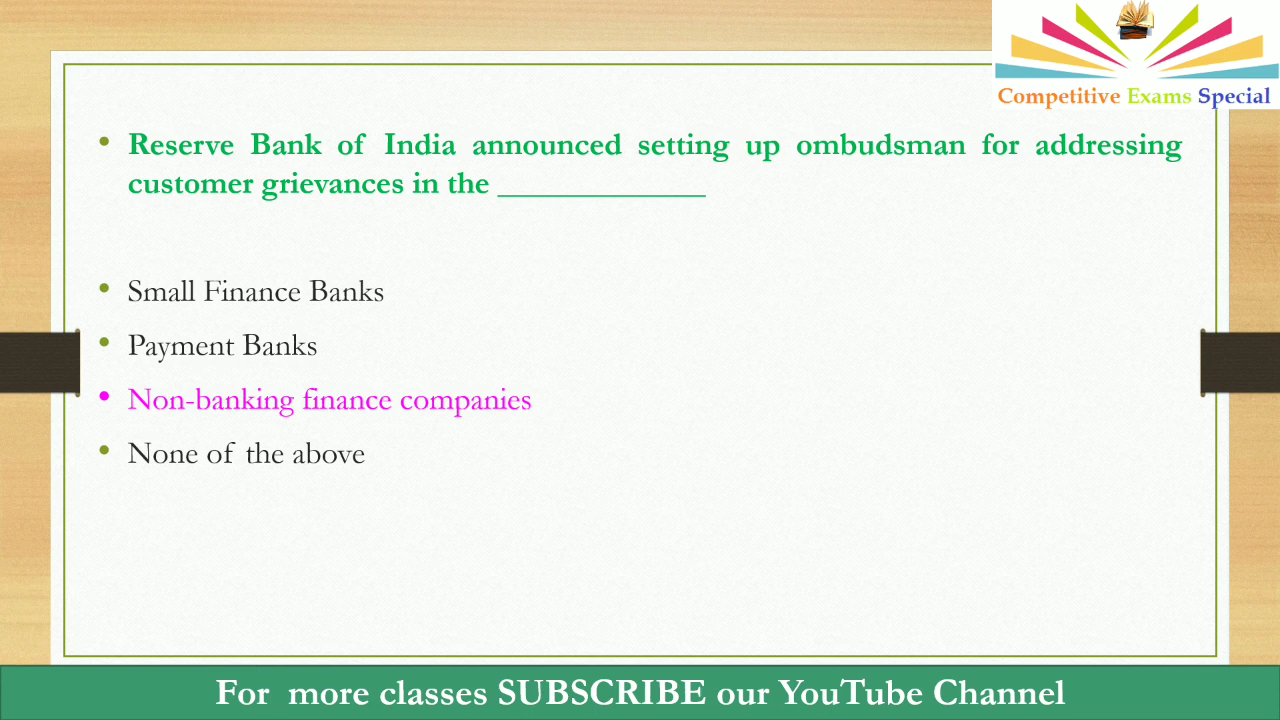 Competitive Exams Special
• Reserve Bank of India announced setting up ombudsman for addressing
customer grievances in the _____________
• Small Finance Banks
• Payment Banks
• Non-banking finance companies
• None of the above
For more classes SUBSCRIBE our YouTube Channel